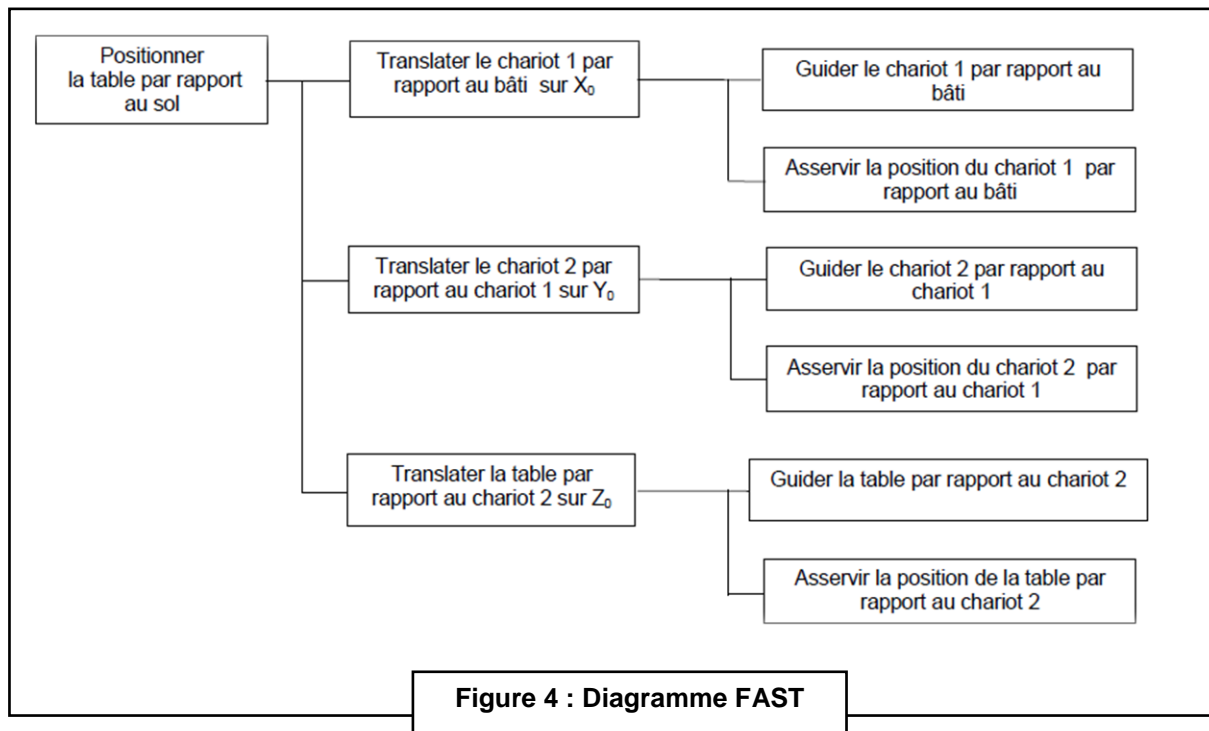 Positionner
la table par rapport
au sol
Translater le chariot 1 par
rapport au bâti sur X₀
Guider le chariot 1 par rapport au
bâti
Asservir la position du chariot 1 par
rapport au bâti
Translater le chariot 2 par
rapport au chariot 1 sur Y₀
Guider le chariot 2 par rapport au
chariot 1
Asservir la position du chariot 2 par
rapport au chariot 1
Translater la table par
rapport au chariot 2 sur Z₀
Guider la table par rapport au chariot 2
Asservir la position de la table par
rapport au chariot 2
Figure 4 : Diagramme FAST